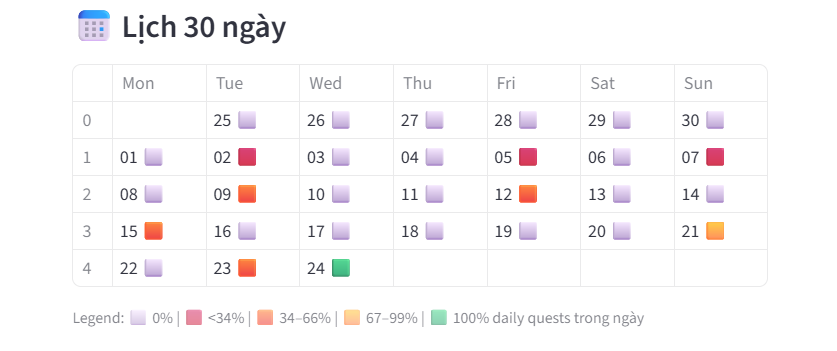 Lịch 30 ngày
Mon Tue Wed Thu Fri Sat Sun
0 25 26 27 28 29 30
1 01 02 03 04 05 06 07
2 08 09 10 11 12 13 14
3 15 16 17 18 19 20 21
4 22 23 24
Legend: 0% | <34% | 34–66% | 67–99% | 100% daily quests trong ngày